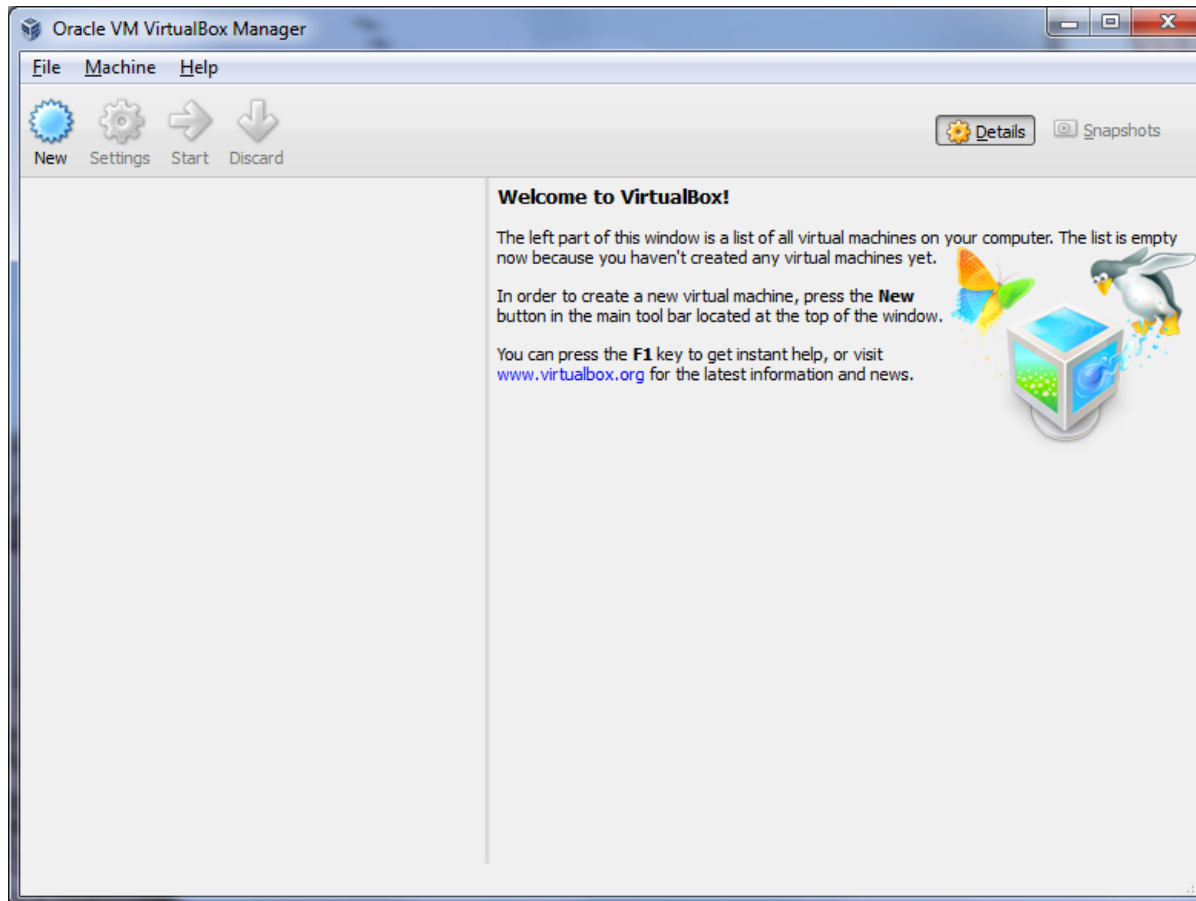 Oracle VM VirtualBox Manager
File Machine Help
New Settings Start Discard
Details Snapshots
Welcome to VirtualBox!
The left part of this window is a list of all virtual machines on your computer. The list is empty
now because you haven't created any virtual machines yet.
In order to create a new virtual machine, press the New
button in the main tool bar located at the top of the window.
You can press the F1 key to get instant help, or visit
www.virtualbox.org for the latest information and news.